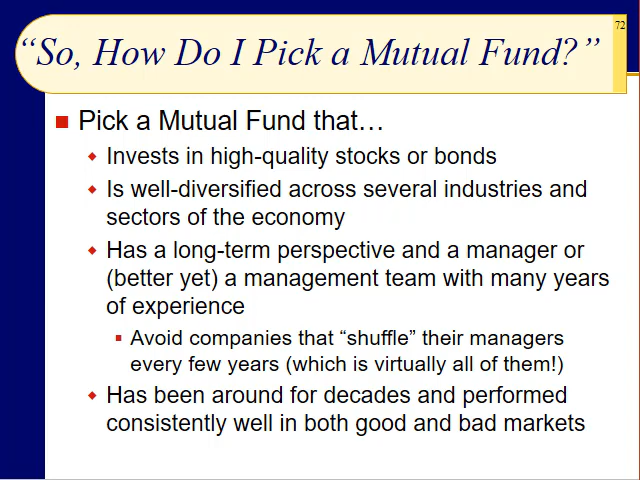 72
“So, How Do I Pick a Mutual Fund?”
Pick a Mutual Fund that…
Invests in high-quality stocks or bonds
Is well-diversified across several industries and
sectors of the economy
Has a long-term perspective and a manager or
(better yet) a management team with many years
of experience
Avoid companies that “shuffle” their managers
every few years (which is virtually all of them!)
Has been around for decades and performed
consistently well in both good and bad markets